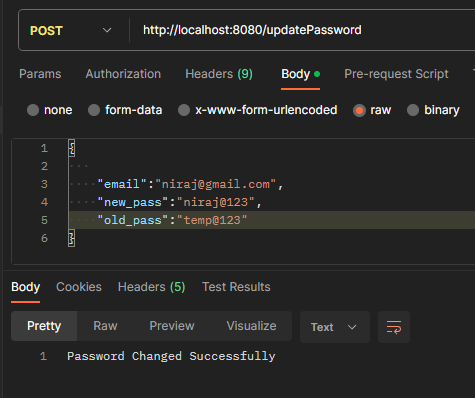 POST http://localhost:8080/updatePassword
Params Authorization Headers (9) Body Pre-request Script
none form-data x-www-form-urlencoded raw binary
1 {
2
3 "email":"niraj@gmail.com",
4 "new_pass":"niraj@123",
5 "old_pass":"temp@123"
6 }
Body Cookies Headers (5) Test Results
Pretty Raw Preview Visualize Text
1 Password Changed Successfully